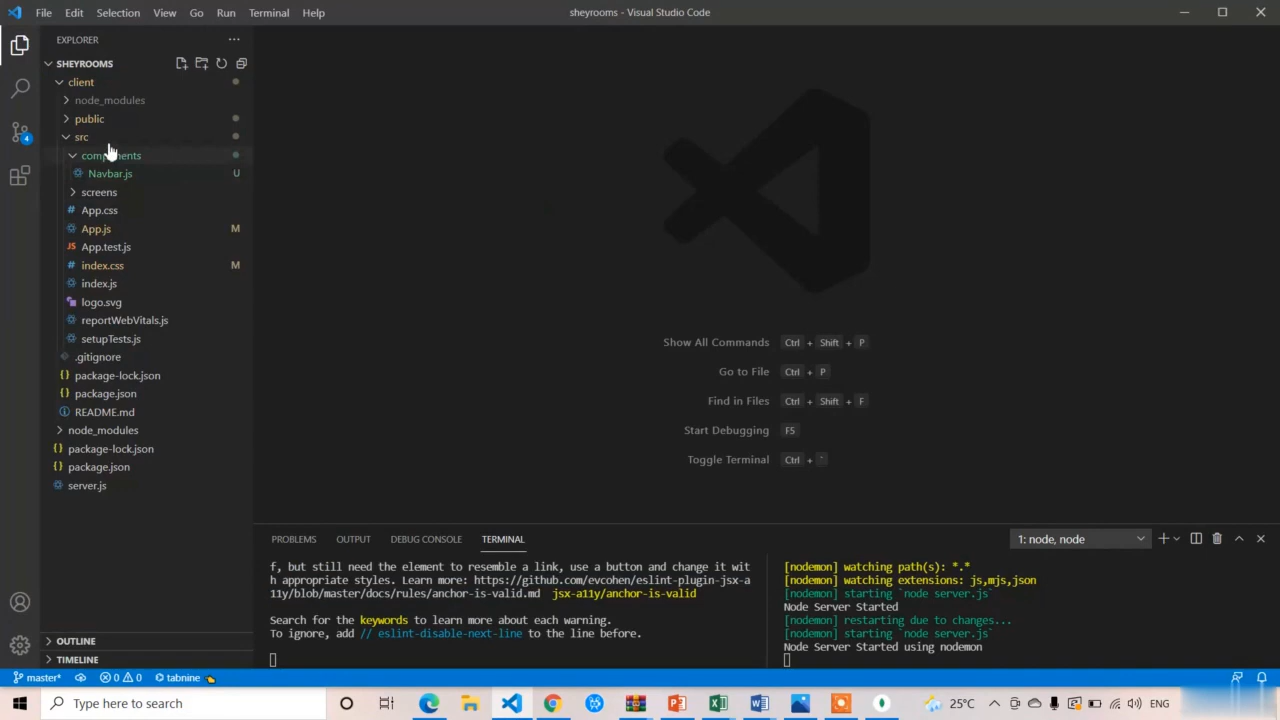 File Edit Selection View Go Run Terminal Help
sheyrooms - Visual Studio Code
EXPLORER
SHEYROOMS
client
node_modules
public
src
components
Navbar.js U
screens
# App.css
App.js M
JS App.test.js
# index.css M
index.js
logo.svg
reportWebVitals.js
setupTests.js
.gitignore
{} package-lock.json
{} package.json
README.md
node_modules
{} package-lock.json
{} package.json
server.js
OUTLINE
TIMELINE
4
Show All Commands Ctrl + Shift + P
Go to File Ctrl + P
Find in Files Ctrl + Shift + F
Start Debugging F5
Toggle Terminal Ctrl + `
PROBLEMS OUTPUT DEBUG CONSOLE TERMINAL
1: node, node
f, but still need the element to resemble a link, use a button and change it wit
h appropriate styles. Learn more: https://github.com/evcohen/eslint-plugin-jsx-a
11y/blob/master/docs/rules/anchor-is-valid.md jsx-a11y/anchor-is-valid
Search for the keywords to learn more about each warning.
To ignore, add // eslint-disable-next-line to the line before.
[nodemon] watching path(s): *.*
[nodemon] watching extensions: js,mjs,json
[nodemon] starting `node server.js`
Node Server Started
[nodemon] restarting due to changes...
[nodemon] starting `node server.js`
Node Server Started using nodemon
master* 0 0 tabnine
Type here to search
25°C
ENG